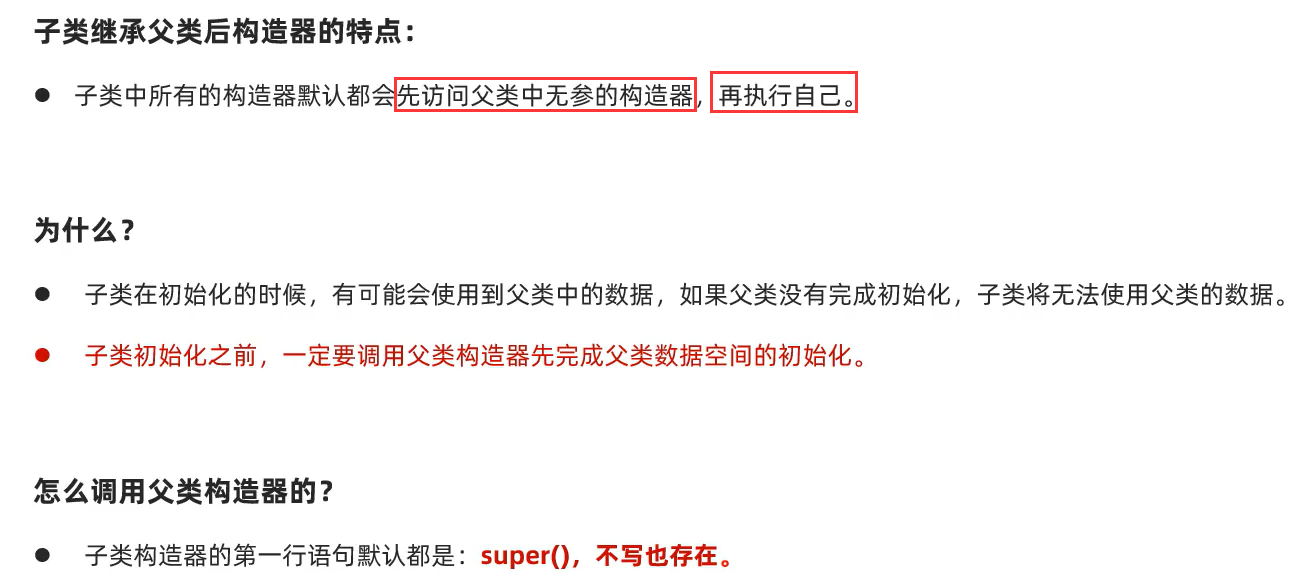 子类继承父类后构造器的特点：
● 子类中所有的构造器默认都会先访问父类中无参的构造器，再执行自己。
为什么？
● 子类在初始化的时候，有可能会使用到父类中的数据，如果父类没有完成初始化，子类将无法使用父类的数据。
● 子类初始化之前，一定要调用父类构造器先完成父类数据空间的初始化。
怎么调用父类构造器的？
● 子类构造器的第一行语句默认都是：super()，不写也存在。